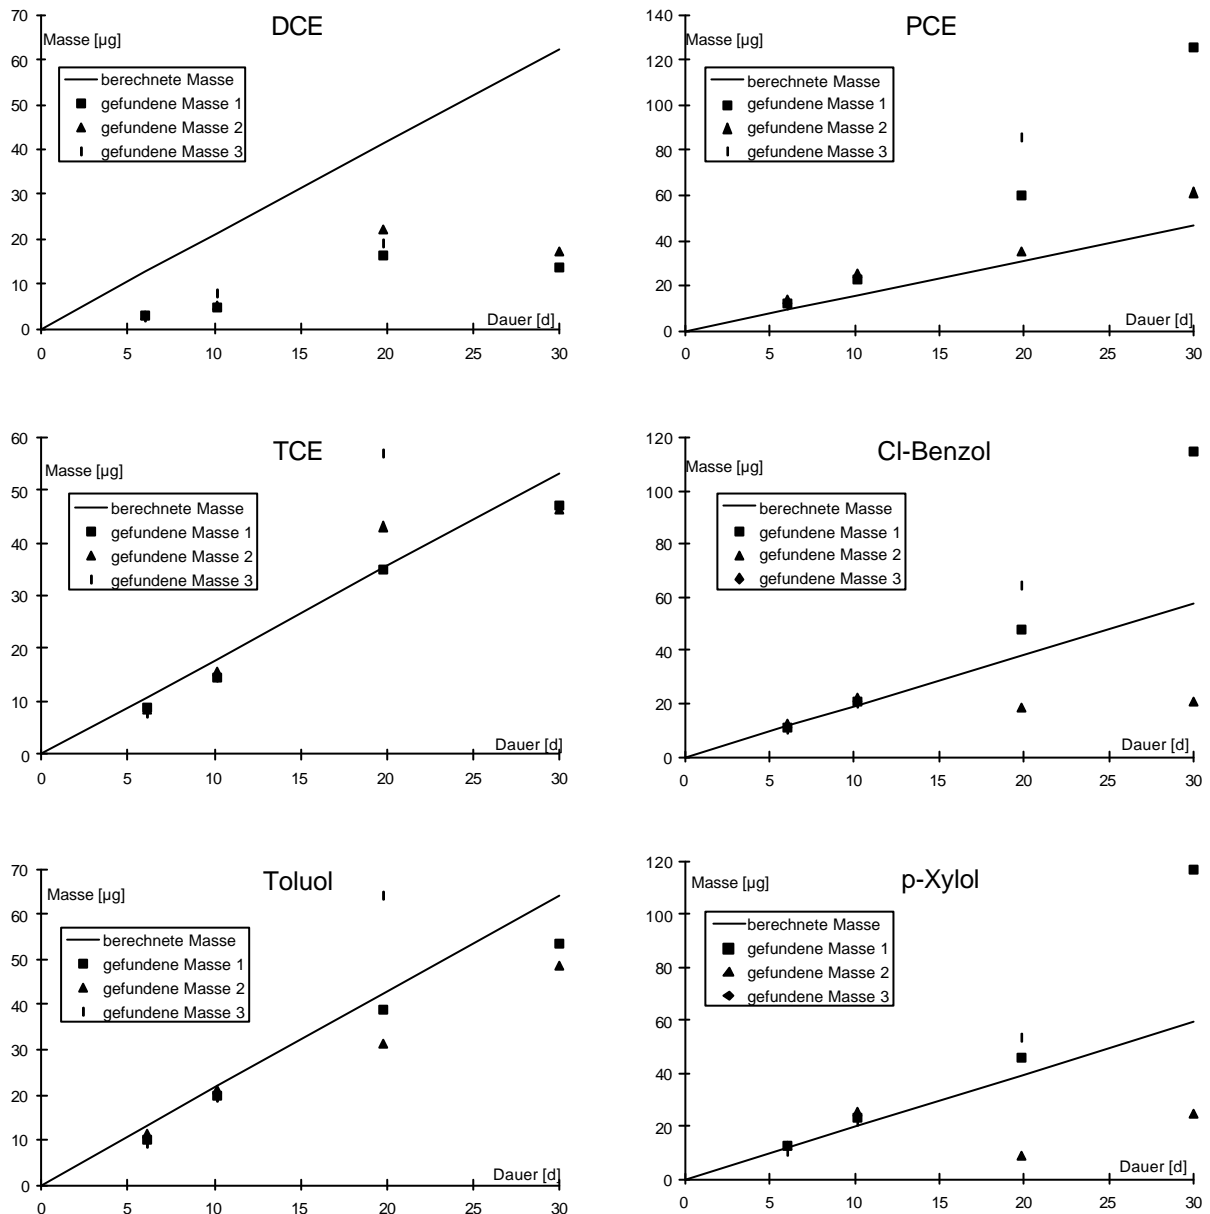 DCE
Masse [µg]
70
60
50
40
30
20
10
0
berechnete Masse
gefundene Masse 1
gefundene Masse 2
gefundene Masse 3
Dauer [d]
0 5 10 15 20 25 30
PCE
Masse [µg]
140
120
100
80
60
40
20
0
berechnete Masse
gefundene Masse 1
gefundene Masse 2
gefundene Masse 3
Dauer [d]
0 5 10 15 20 25 30
TCE
Masse [µg]
60
50
40
30
20
10
0
berechnete Masse
gefundene Masse 1
gefundene Masse 2
gefundene Masse 3
Dauer [d]
0 5 10 15 20 25 30
Cl-Benzol
Masse [µg]
120
100
80
60
40
20
0
berechnete Masse
gefundene Masse 1
gefundene Masse 2
gefundene Masse 3
Dauer [d]
0 5 10 15 20 25 30
Toluol
Masse [µg]
70
60
50
40
30
20
10
0
berechnete Masse
gefundene Masse 1
gefundene Masse 2
gefundene Masse 3
Dauer [d]
0 5 10 15 20 25 30
p-Xylol
Masse [µg]
120
100
80
60
40
20
0
berechnete Masse
gefundene Masse 1
gefundene Masse 2
gefundene Masse 3
Dauer [d]
0 5 10 15 20 25 30